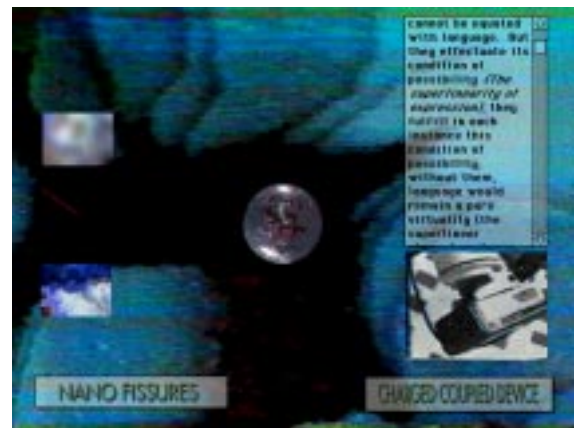 cannot be equated
with language. But
they effectuate its
condition of
possibility (the
superlinearity of
expression), they
fulfill in each
instance this
condition of
possibility,
without them,
language would
remain a pure
virtuality (the
superlinear
NANO FISSURES
CHARGED COUPLED DEVICE